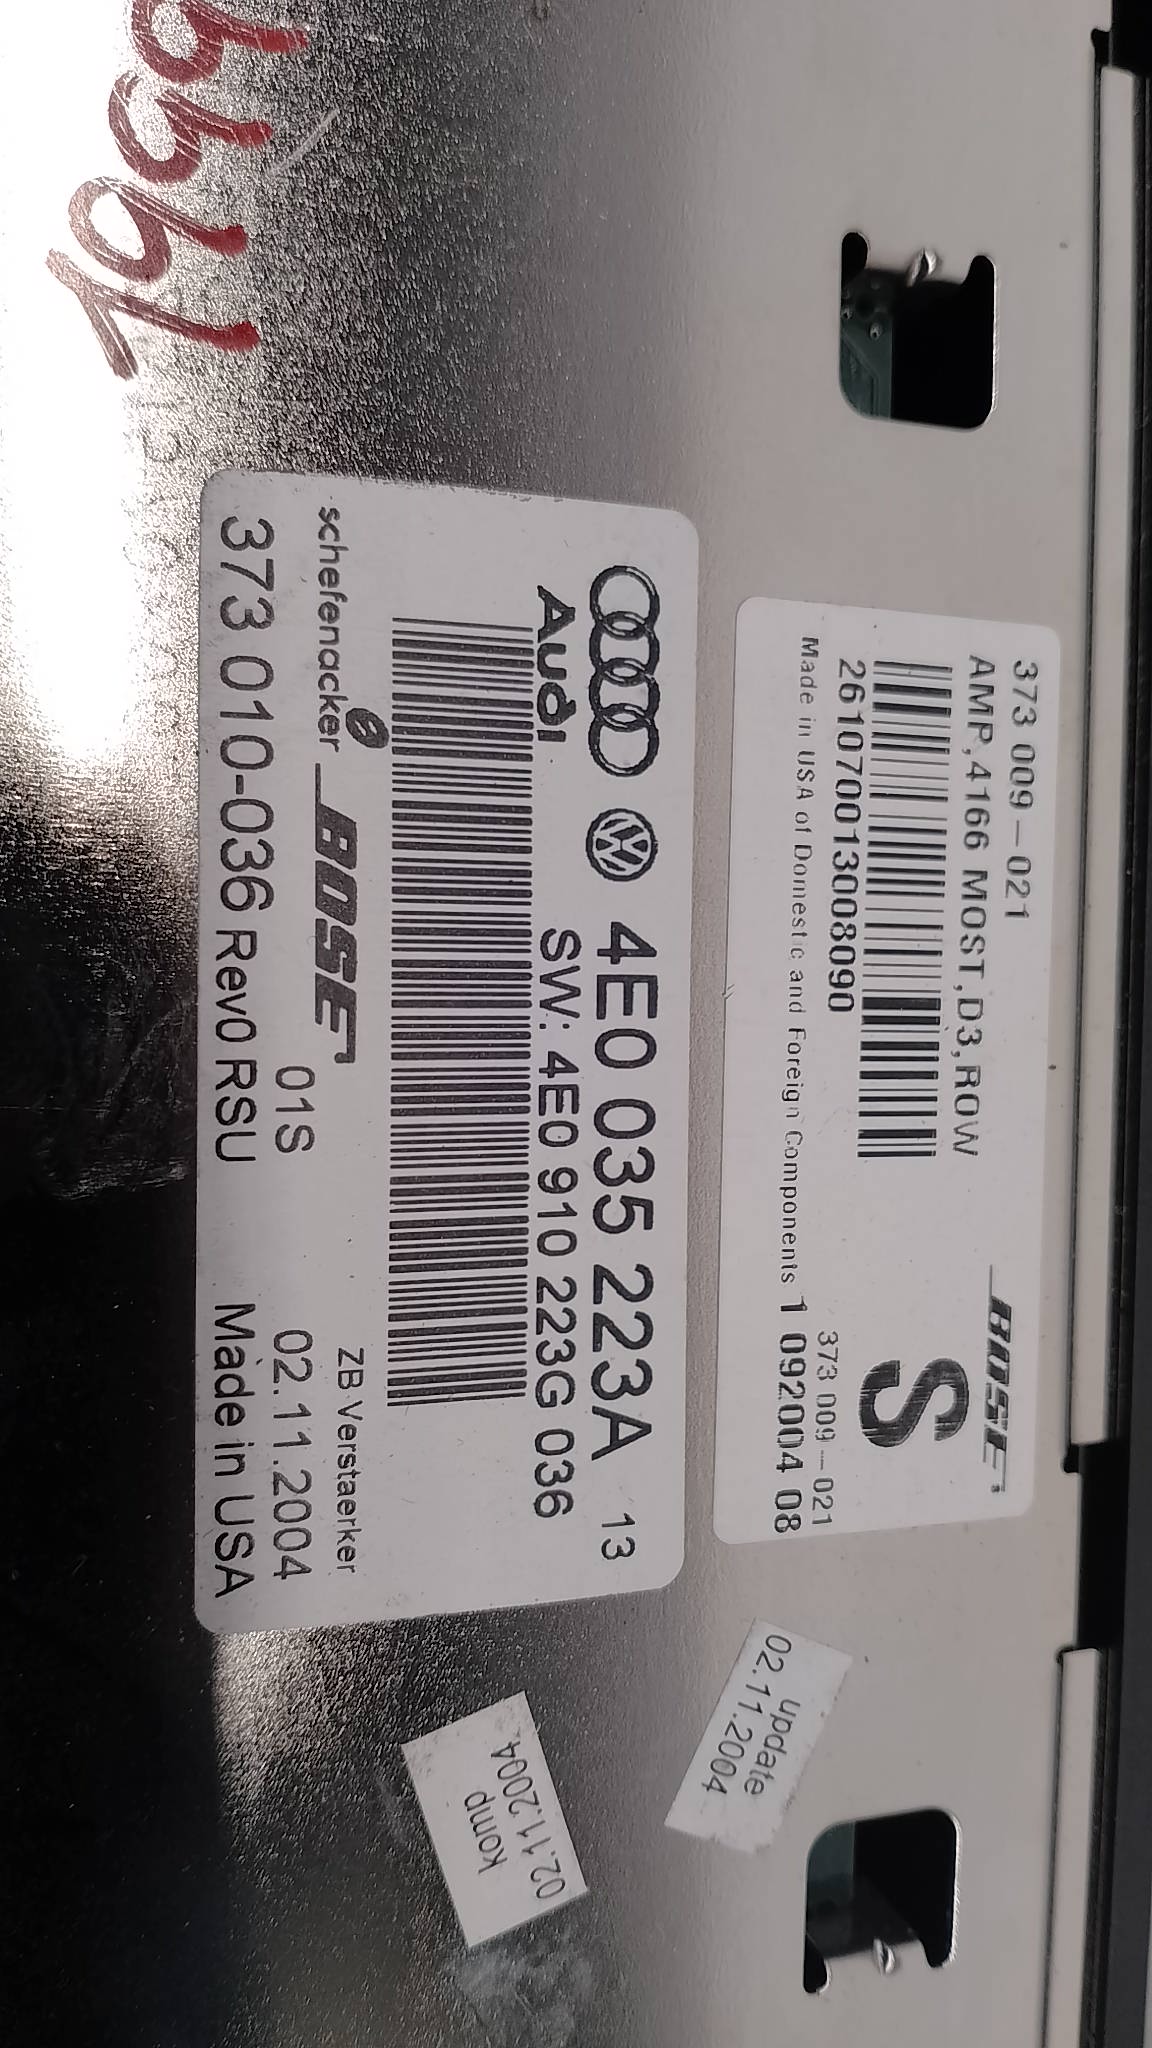 373 009-021
AMP,4166 MOST,D3,ROW
BOSE
S
261070013008090
373 009-021
Made in USA of Domestic and Foreign Components 1 092004 08
4E0 035 223A 13
Audi
SW: 4E0 910 223G 036
schefenacker
BOSE
ZB Verstaerker
01S
02.11.2004
373 010-036 Rev0 RSU
Made in USA
update
02.11.2004
02.11.2004
komp